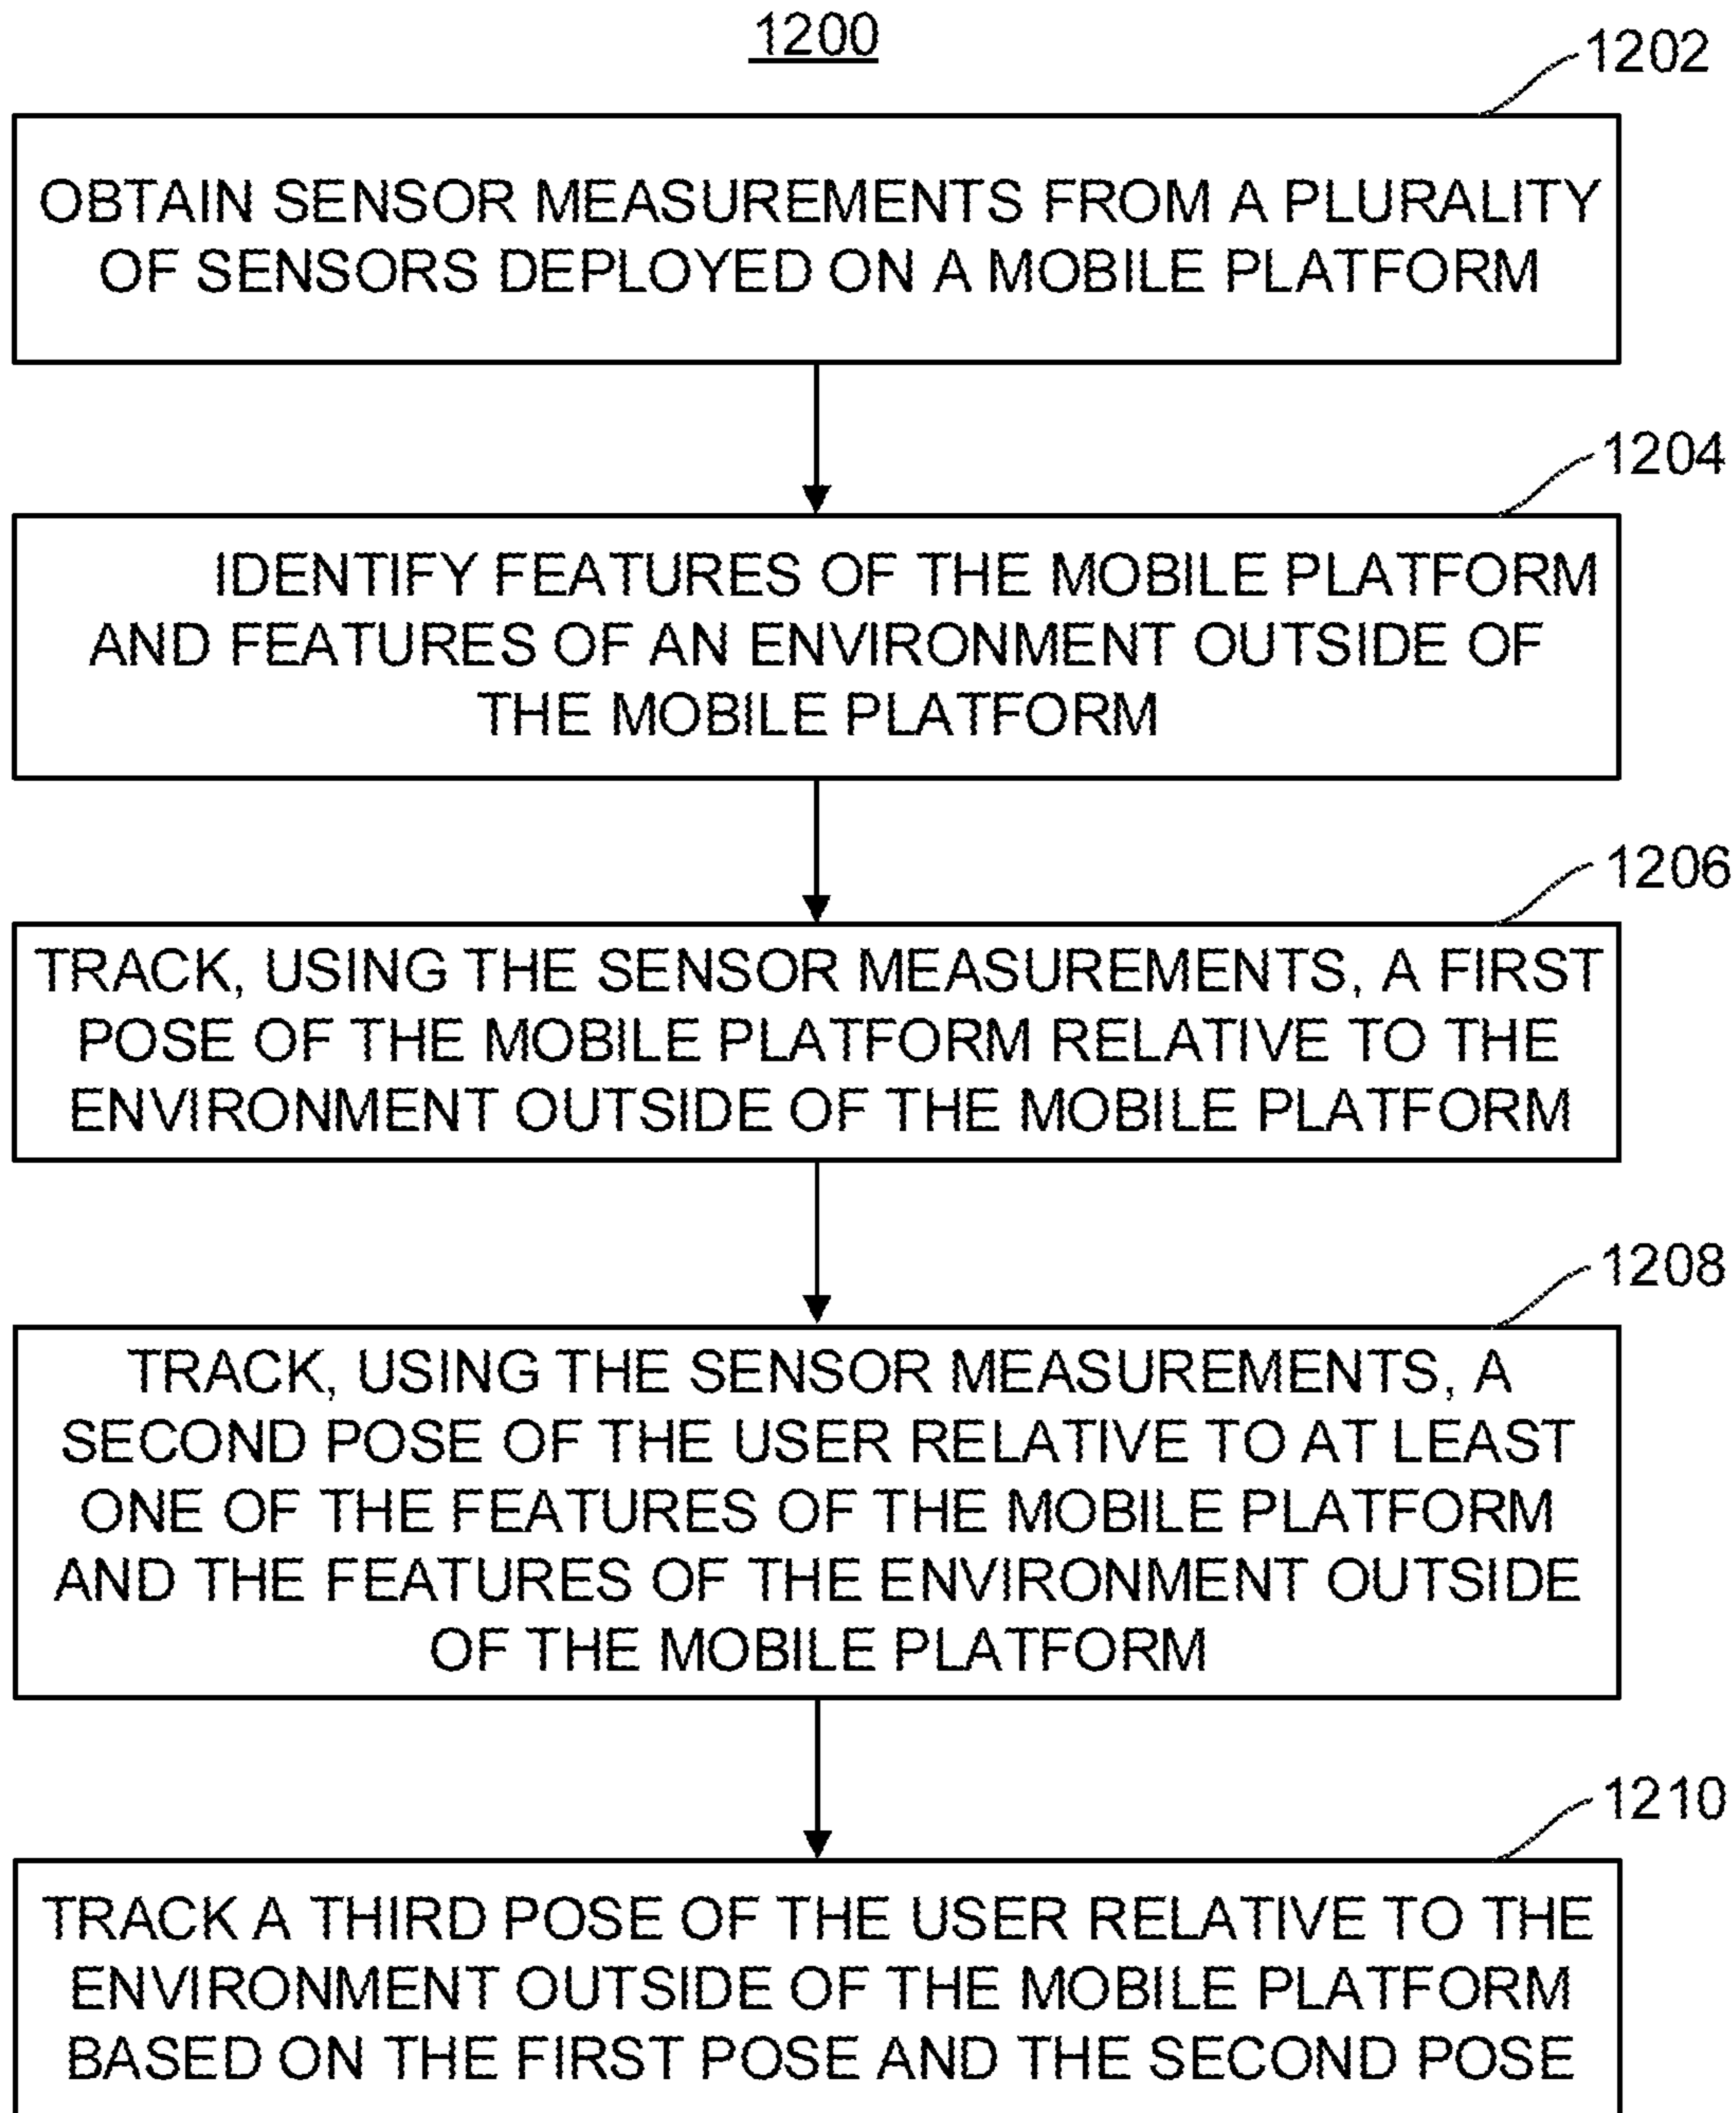 1200
1202
OBTAIN SENSOR MEASUREMENTS FROM A PLURALITY
OF SENSORS DEPLOYED ON A MOBILE PLATFORM
1204
IDENTIFY FEATURES OF THE MOBILE PLATFORM
AND FEATURES OF AN ENVIRONMENT OUTSIDE OF
THE MOBILE PLATFORM
1206
TRACK, USING THE SENSOR MEASUREMENTS, A FIRST
POSE OF THE MOBILE PLATFORM RELATIVE TO THE
ENVIRONMENT OUTSIDE OF THE MOBILE PLATFORM
1208
TRACK, USING THE SENSOR MEASUREMENTS, A
SECOND POSE OF THE USER RELATIVE TO AT LEAST
ONE OF THE FEATURES OF THE MOBILE PLATFORM
AND THE FEATURES OF THE ENVIRONMENT OUTSIDE
OF THE MOBILE PLATFORM
1210
TRACK A THIRD POSE OF THE USER RELATIVE TO THE
ENVIRONMENT OUTSIDE OF THE MOBILE PLATFORM
BASED ON THE FIRST POSE AND THE SECOND POSE